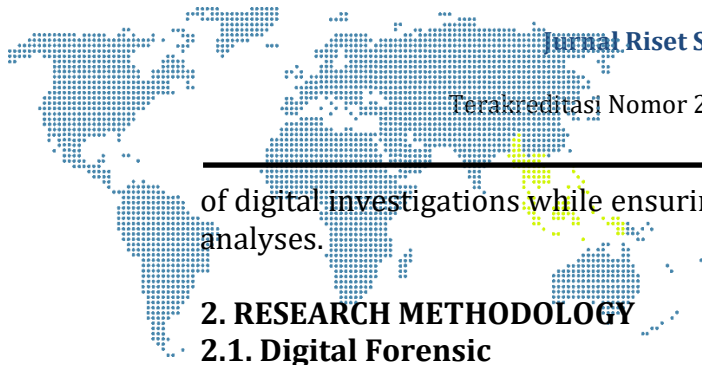 Jurnal Riset S
Terakreditasi Nomor 2
of digital investigations while ensurin
analyses.
2. RESEARCH METHODOLOGY
2.1. Digital Forensic